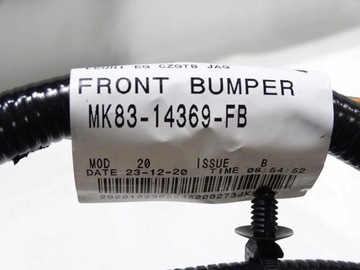 FRONT BUMPER
MK83-14369-FB
MOD 20 ISSUE B
DATE 23-12-20 TIME 08:54:52